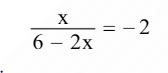 x / (6 − 2x) = −2
.